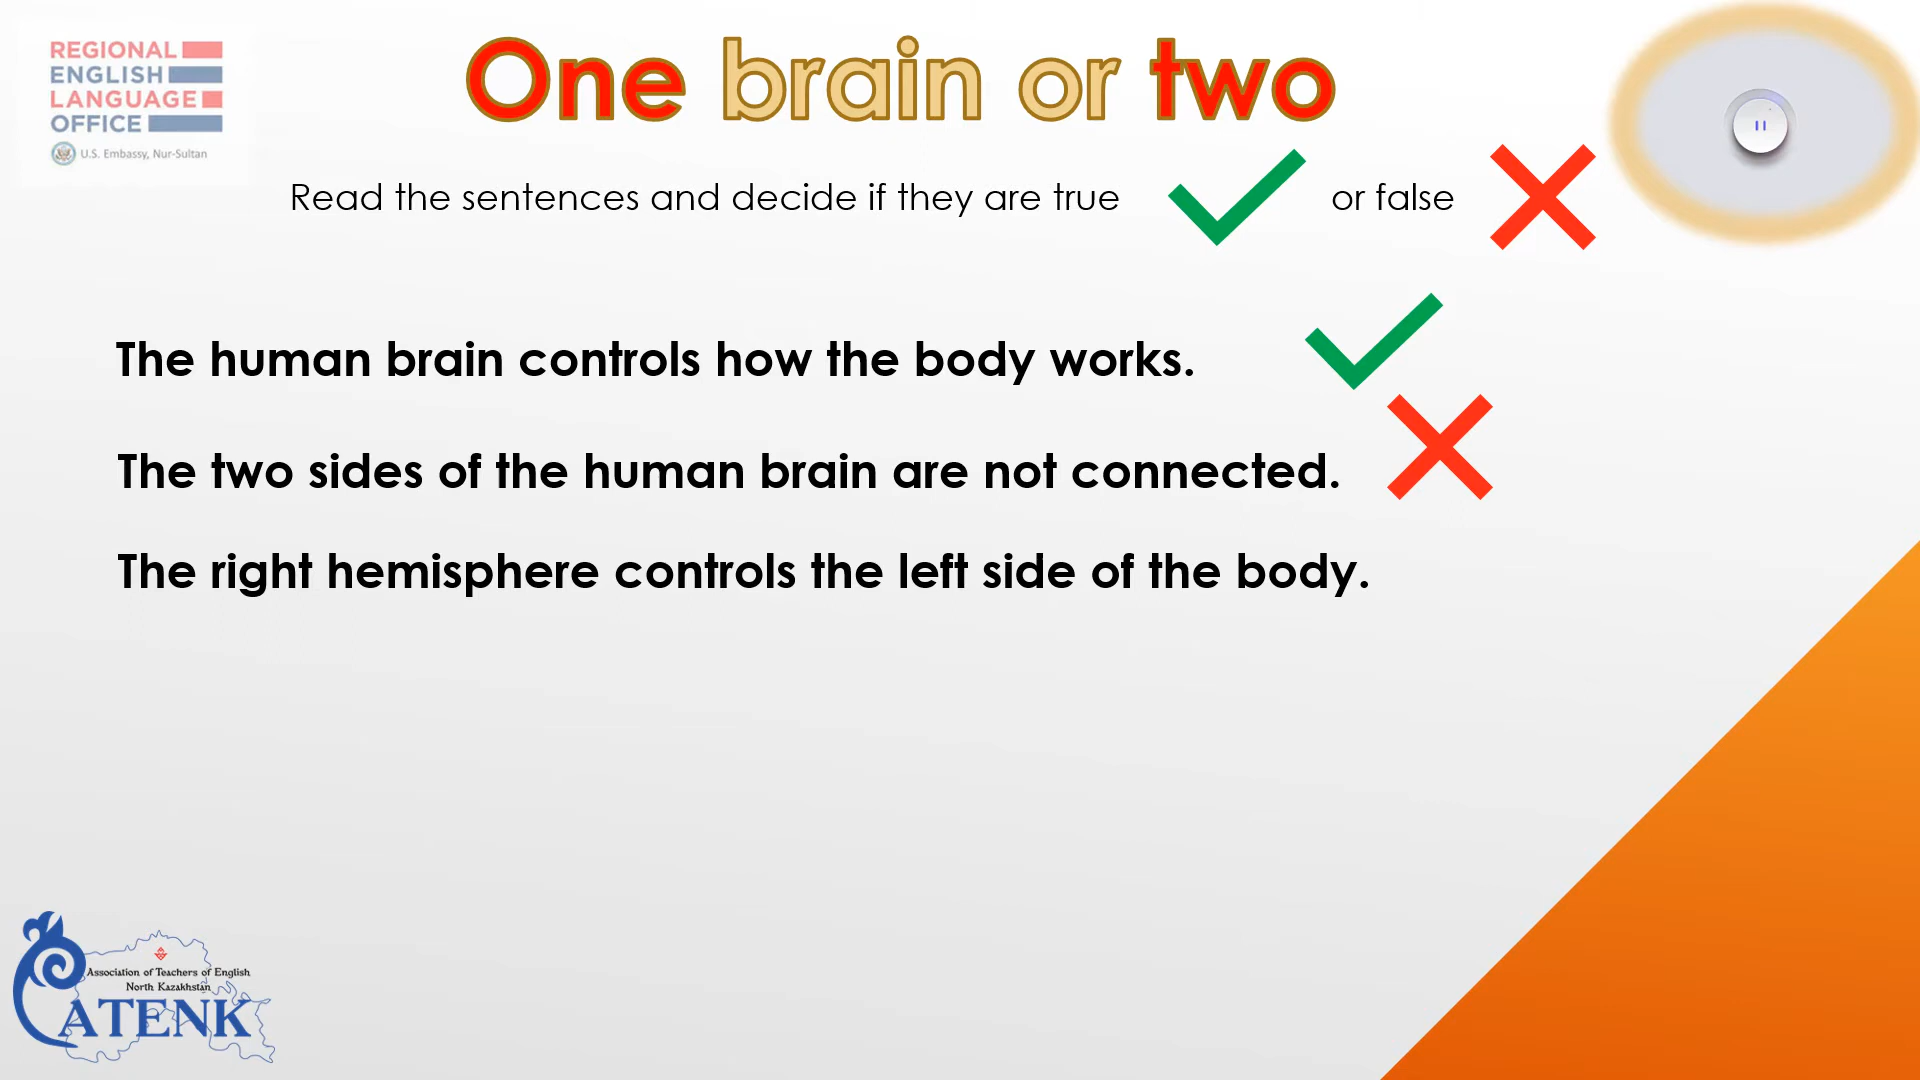 REGIONAL
ENGLISH
LANGUAGE
OFFICE
U.S. Embassy, Nur-Sultan
One brain or two
Read the sentences and decide if they are true or false
The human brain controls how the body works.
The two sides of the human brain are not connected.
The right hemisphere controls the left side of the body.
Association of Teachers of English
North Kazakhstan
ATENK